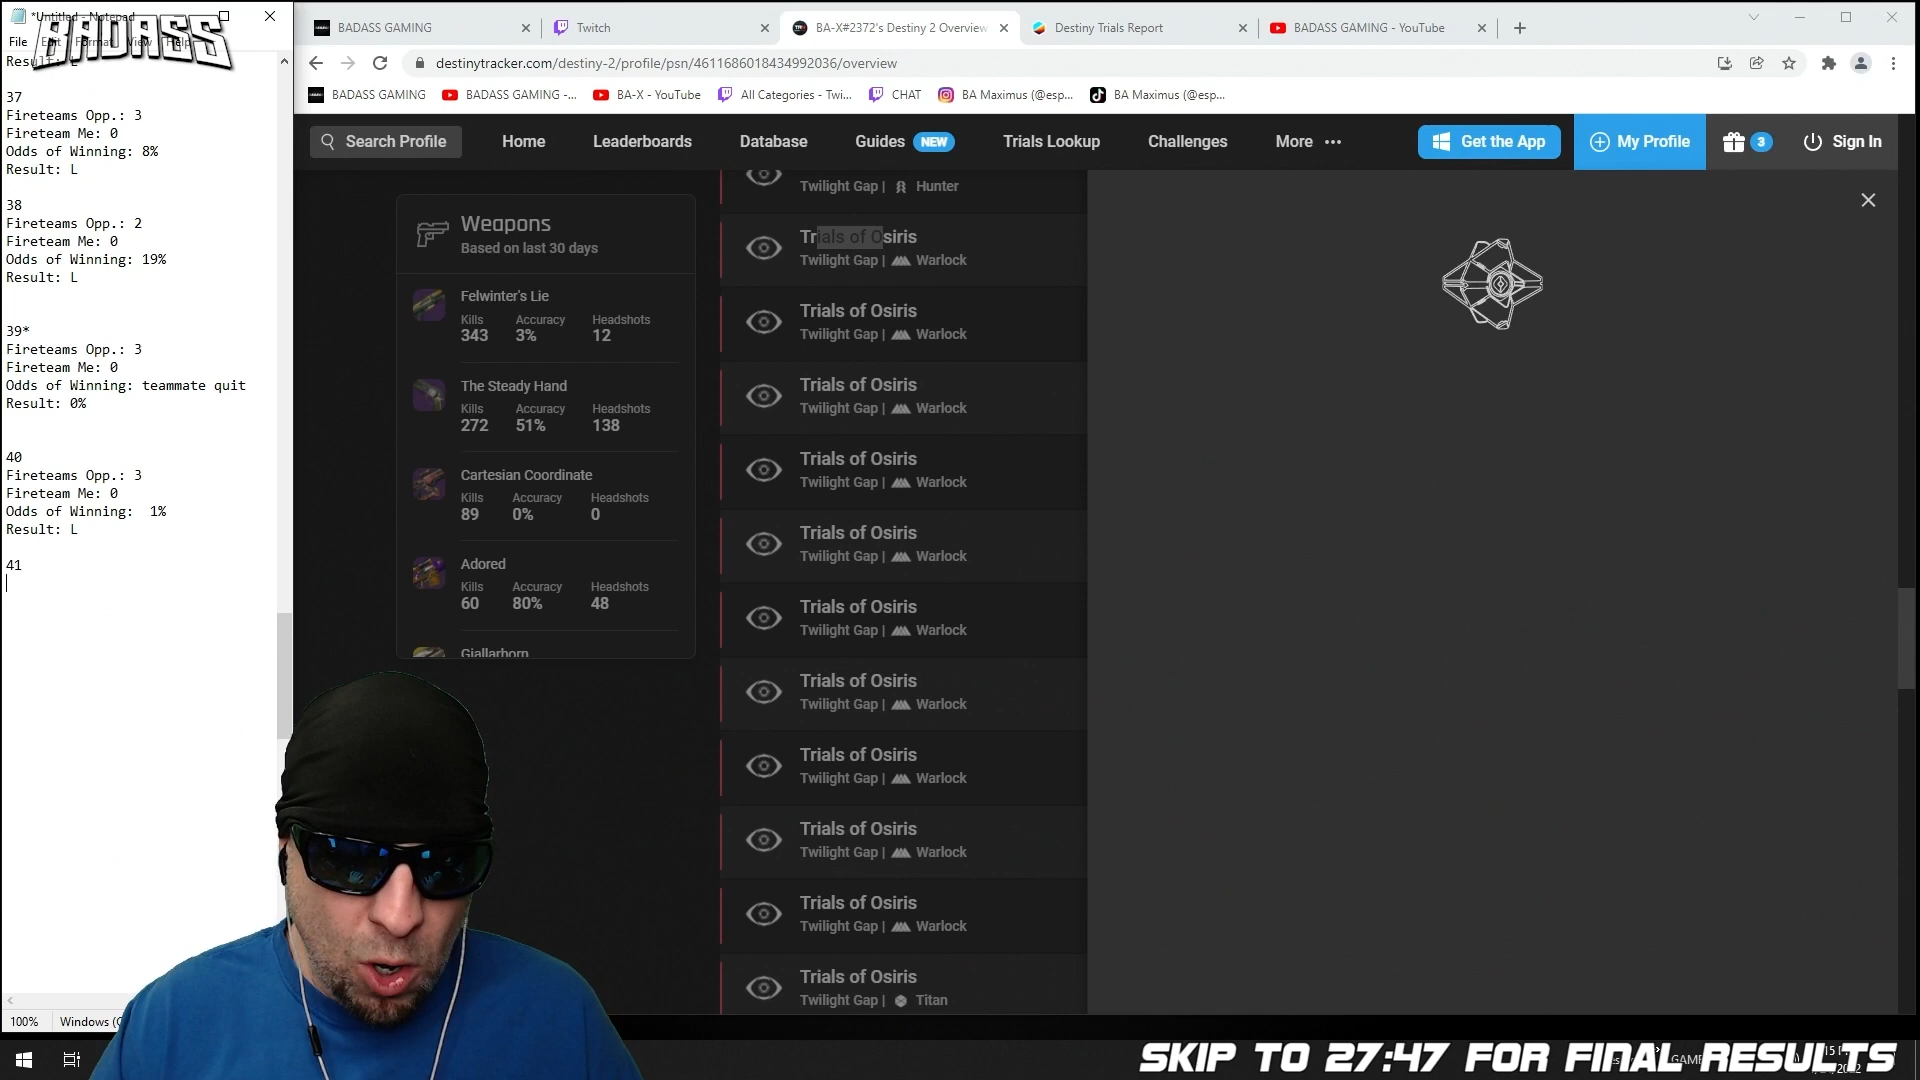 *Untitled - Notepad
BADASS
File Edit Format View Help
Result: L
37
Fireteams Opp.: 3
Fireteam Me: 0
Odds of Winning: 8%
Result: L
38
Fireteams Opp.: 2
Fireteam Me: 0
Odds of Winning: 19%
Result: L
39*
Fireteams Opp.: 3
Fireteam Me: 0
Odds of Winning: teammate quit
Result: 0%
40
Fireteams Opp.: 3
Fireteam Me: 0
Odds of Winning:  1%
Result: L
41
100%
Windows (C
BADASS GAMING
Twitch
BA-X#2372's Destiny 2 Overview
Destiny Trials Report
BADASS GAMING - YouTube
destinytracker.com/destiny-2/profile/psn/4611686018434992036/overview
BADASS GAMING
BADASS GAMING -...
BA-X - YouTube
All Categories - Twi...
CHAT
BA Maximus (@esp...
BA Maximus (@esp...
Search Profile
Home
Leaderboards
Database
Guides NEW
Trials Lookup
Challenges
More
Get the App
My Profile
3
Sign In
Weapons
Based on last 30 days
Felwinter's Lie
Kills Accuracy Headshots
343 3% 12
The Steady Hand
Kills Accuracy Headshots
272 51% 138
Cartesian Coordinate
Kills Accuracy Headshots
89 0% 0
Adored
Kills Accuracy Headshots
60 80% 48
Gjallarhorn
Twilight Gap | Hunter
Trials of Osiris
Twilight Gap | Warlock
Trials of Osiris
Twilight Gap | Warlock
Trials of Osiris
Twilight Gap | Warlock
Trials of Osiris
Twilight Gap | Warlock
Trials of Osiris
Twilight Gap | Warlock
Trials of Osiris
Twilight Gap | Warlock
Trials of Osiris
Twilight Gap | Warlock
Trials of Osiris
Twilight Gap | Warlock
Trials of Osiris
Twilight Gap | Warlock
Trials of Osiris
Twilight Gap | Warlock
Trials of Osiris
Twilight Gap | Titan
SKIP TO 27:47 FOR FINAL RESULTS